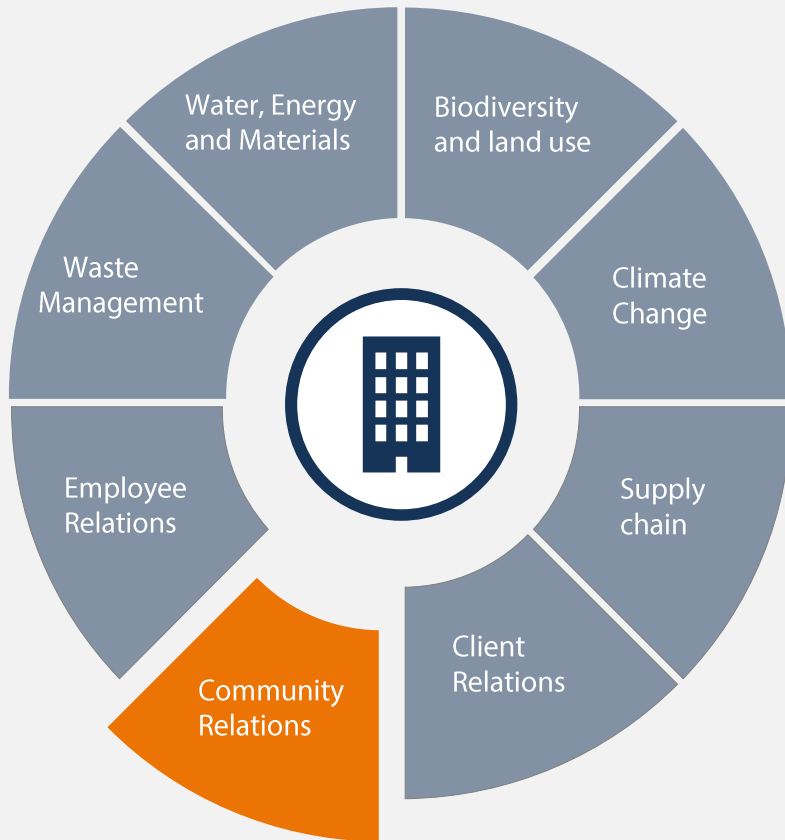 Water, Energy
and Materials
Biodiversity
and land use
Waste
Management
Climate
Change
Employee
Relations
Supply
chain
Community
Relations
Client
Relations